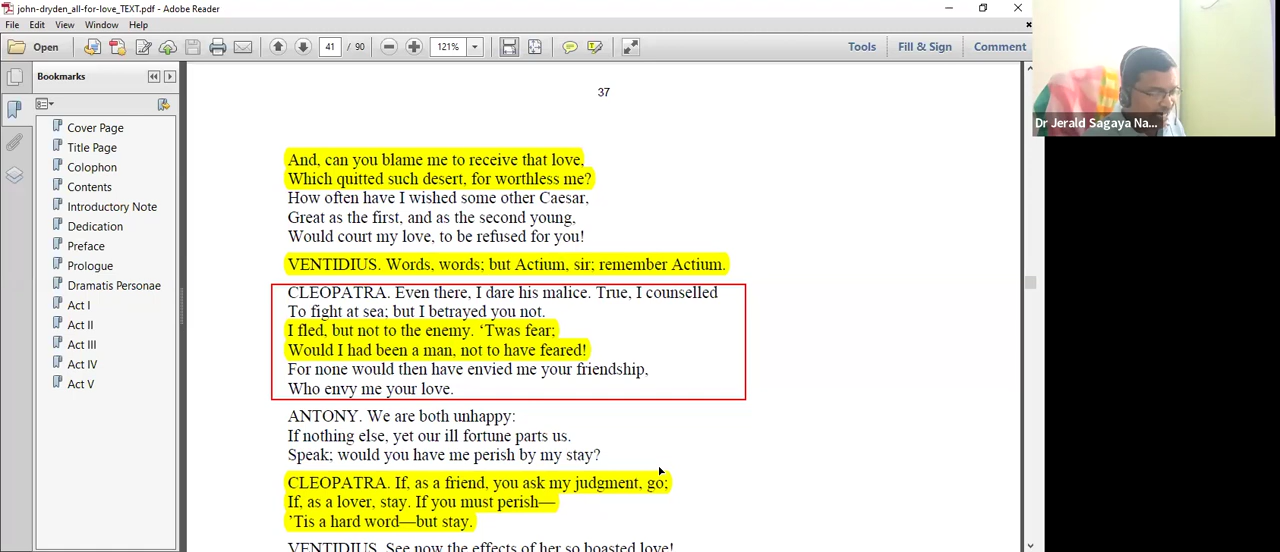 john-dryden_all-for-love_TEXT.pdf - Adobe Reader
File Edit View Window Help
Open 41 / 90 121% Tools Fill & Sign Comment
Bookmarks
Cover Page
Title Page
Colophon
Contents
Introductory Note
Dedication
Preface
Prologue
Dramatis Personae
Act I
Act II
Act III
Act IV
Act V
37
And, can you blame me to receive that love,
Which quitted such desert, for worthless me?
How often have I wished some other Caesar,
Great as the first, and as the second young,
Would court my love, to be refused for you!
VENTIDIUS. Words, words; but Actium, sir; remember Actium.
CLEOPATRA. Even there, I dare his malice. True, I counselled
To fight at sea; but I betrayed you not.
I fled, but not to the enemy. ‘Twas fear;
Would I had been a man, not to have feared!
For none would then have envied me your friendship,
Who envy me your love.
ANTONY. We are both unhappy:
If nothing else, yet our ill fortune parts us.
Speak; would you have me perish by my stay?
CLEOPATRA. If, as a friend, you ask my judgment, go;
If, as a lover, stay. If you must perish—
’Tis a hard word—but stay.
VENTIDIUS. See now the effects of her so boasted love!
Dr Jerald Sagaya Na...